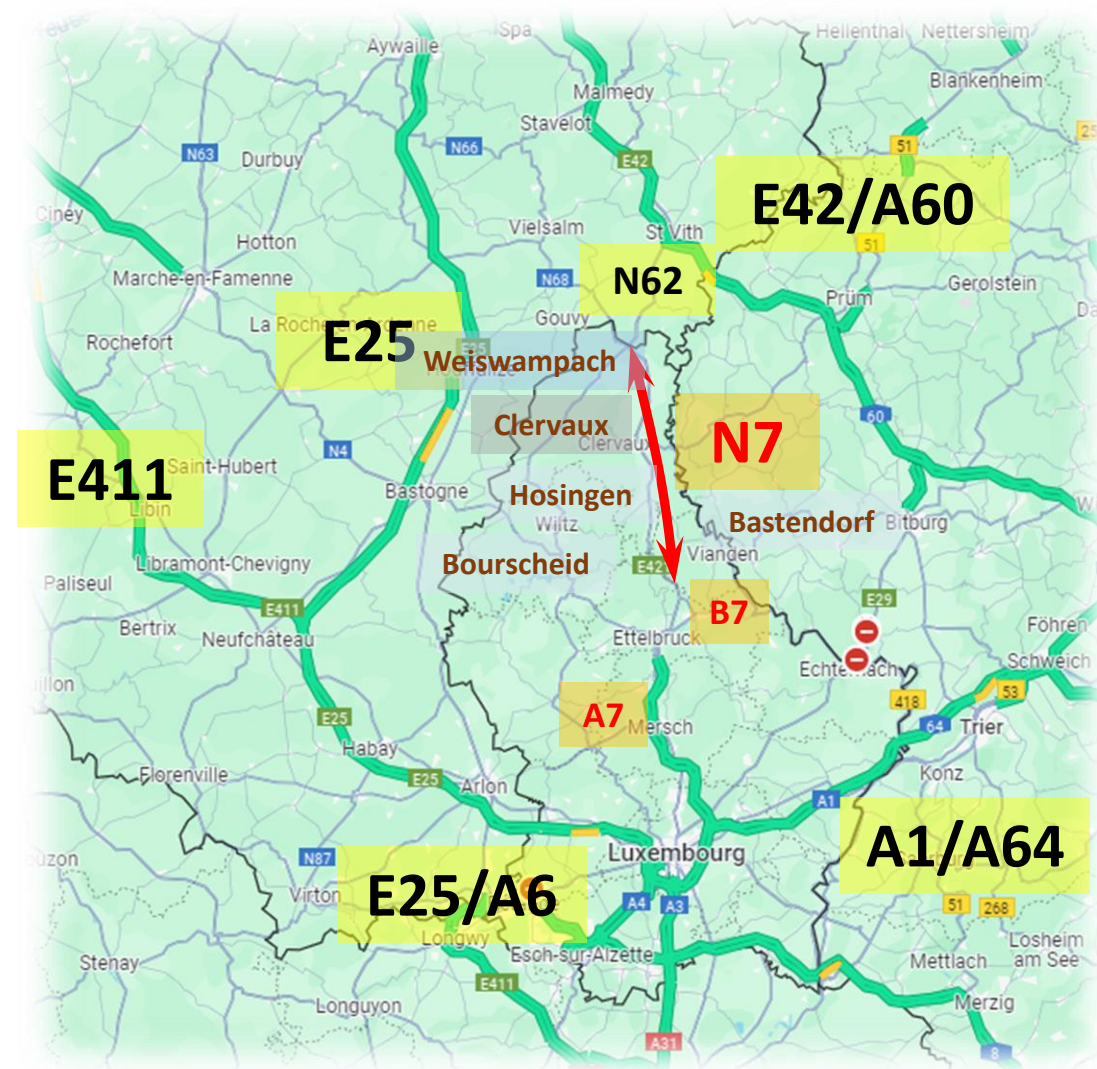 Spa
Hellenthal
Nettersheim
Aywaille
Blankenheim
Malmedy
Stavelot
N63
Durbuy
N66
E42
51
25
E42/A60
Ciney
Hotton
Vielsalm
St Vith
51
Marche-en-Famenne
N68
N62
Gerolstein
Prüm
Da
La Roche-en-Ardenne
Gouvy
Rochefort
E25
E25
Weiswampach
Clervaux
Clervaux
N7
60
N4
E411
Saint-Hubert
Libin
Bastogne
Hosingen
Wiltz
Bastendorf
Bitburg
Libramont-Chevigny
Bourscheid
E42
Vianden
Paliseul
E411
B7
E29
Bertrix
Neufchâteau
Ettelbruck
Föhren
Echternach
Schweich
418
53
E25
A7
Mersch
64
Trier
Habay
Florenville
E25
Arlon
Konz
A1
A1/A64
Luxembourg
N87
Virton
E25/A6
A4
A3
51
268
Longwy
Esch-sur-Alzette
Losheim
am See
Mettlach
Stenay
E411
Longuyon
Merzig
A31
8